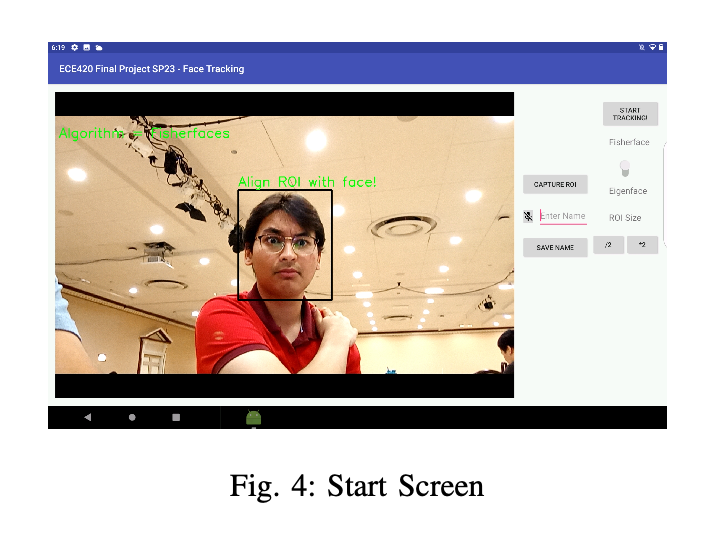 6:19
ECE420 Final Project SP23 - Face Tracking
Algorithm = Fisherfaces
Align ROI with face!
START
TRACKING!
Fisherface
CAPTURE ROI
Eigenface
Enter Name
ROI Size
SAVE NAME
/2
*2
Fig. 4: Start Screen